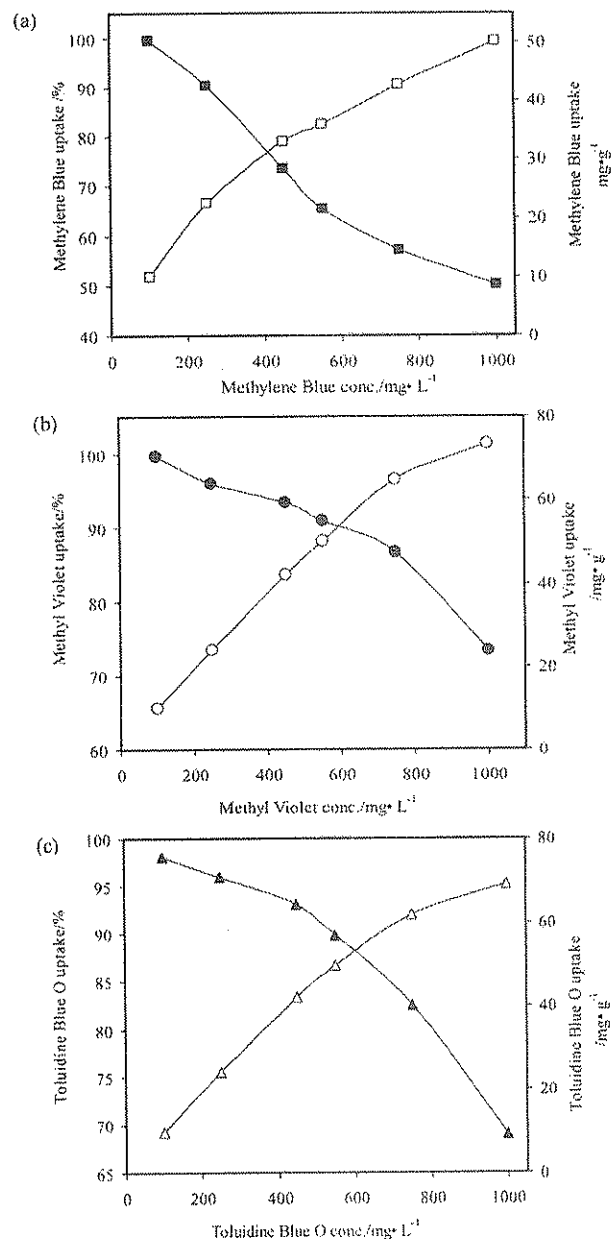 (a)
Methylene Blue uptake /%
100
90
80
70
60
50
40
50
40
30
20
10
0
Methylene Blue uptake
mg•g⁻¹
0 200 400 600 800 1000
Methylene Blue conc./mg• L⁻¹
(b)
Methyl Violet uptake/%
100
90
80
70
60
80
60
40
20
0
Methyl Violet uptake
/mg• g⁻¹
0 200 400 600 800 1000
Methyl Violet conc./mg• L⁻¹
(c)
Toluidine Blue O uptake/%
100
95
90
85
80
75
70
65
80
60
40
20
0
Toluidine Blue O uptake
/mg• g⁻¹
0 200 400 600 800 1000
Toluidine Blue O conc./mg• L⁻¹